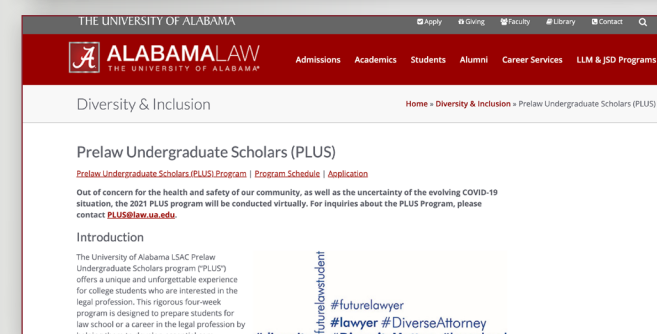 THE UNIVERSITY OF ALABAMA
Apply Giving Faculty Library Contact
A ALABAMALAW
THE UNIVERSITY OF ALABAMA®
Admissions Academics Students Alumni Career Services LLM & JSD Programs
Diversity & Inclusion
Home » Diversity & Inclusion » Prelaw Undergraduate Scholars (PLUS)
Prelaw Undergraduate Scholars (PLUS)
Prelaw Undergraduate Scholars (PLUS) Program | Program Schedule | Application
Out of concern for the health and safety of our community, as well as the uncertainty of the evolving COVID-19
situation, the 2021 PLUS program will be conducted virtually. For inquiries about the PLUS Program, please
contact PLUS@law.ua.edu.
Introduction
The University of Alabama LSAC Prelaw
Undergraduate Scholars program ("PLUS")
offers a unique and unforgettable experience
for college students who are interested in the
legal profession. This rigorous four-week
program is designed to prepare students for
law school or a career in the legal profession by
#futurelawstudent
#futurelawyer
#lawyer #DiverseAttorney